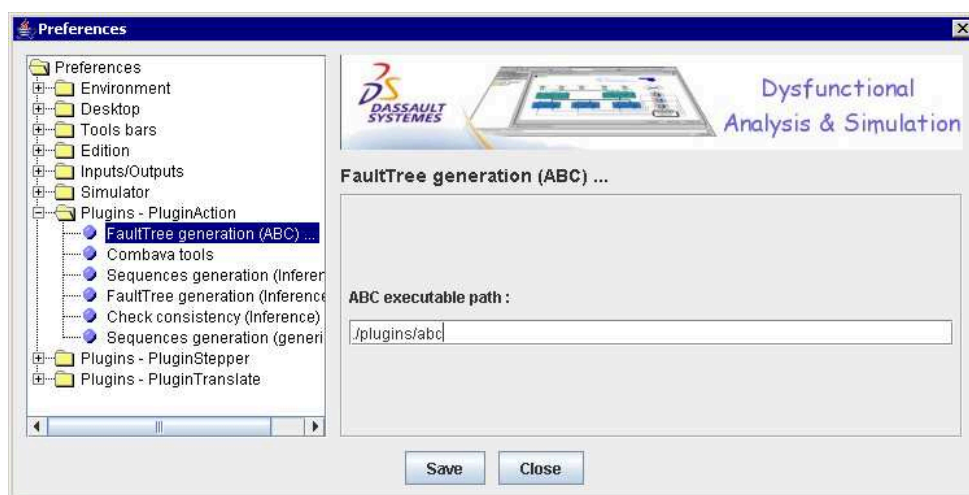 Preferences
Preferences
Environment
Desktop
Tools bars
Edition
Inputs/Outputs
Simulator
Plugins - PluginAction
FaultTree generation (ABC) ...
Combava tools
Sequences generation (Inferen
FaultTree generation (Inference
Check consistency (Inference)
Sequences generation (generi
Plugins - PluginStepper
Plugins - PluginTranslate
DASSAULT
SYSTEMES
Dysfunctional
Analysis & Simulation
FaultTree generation (ABC) ...
ABC executable path :
./plugins/abc
Save
Close